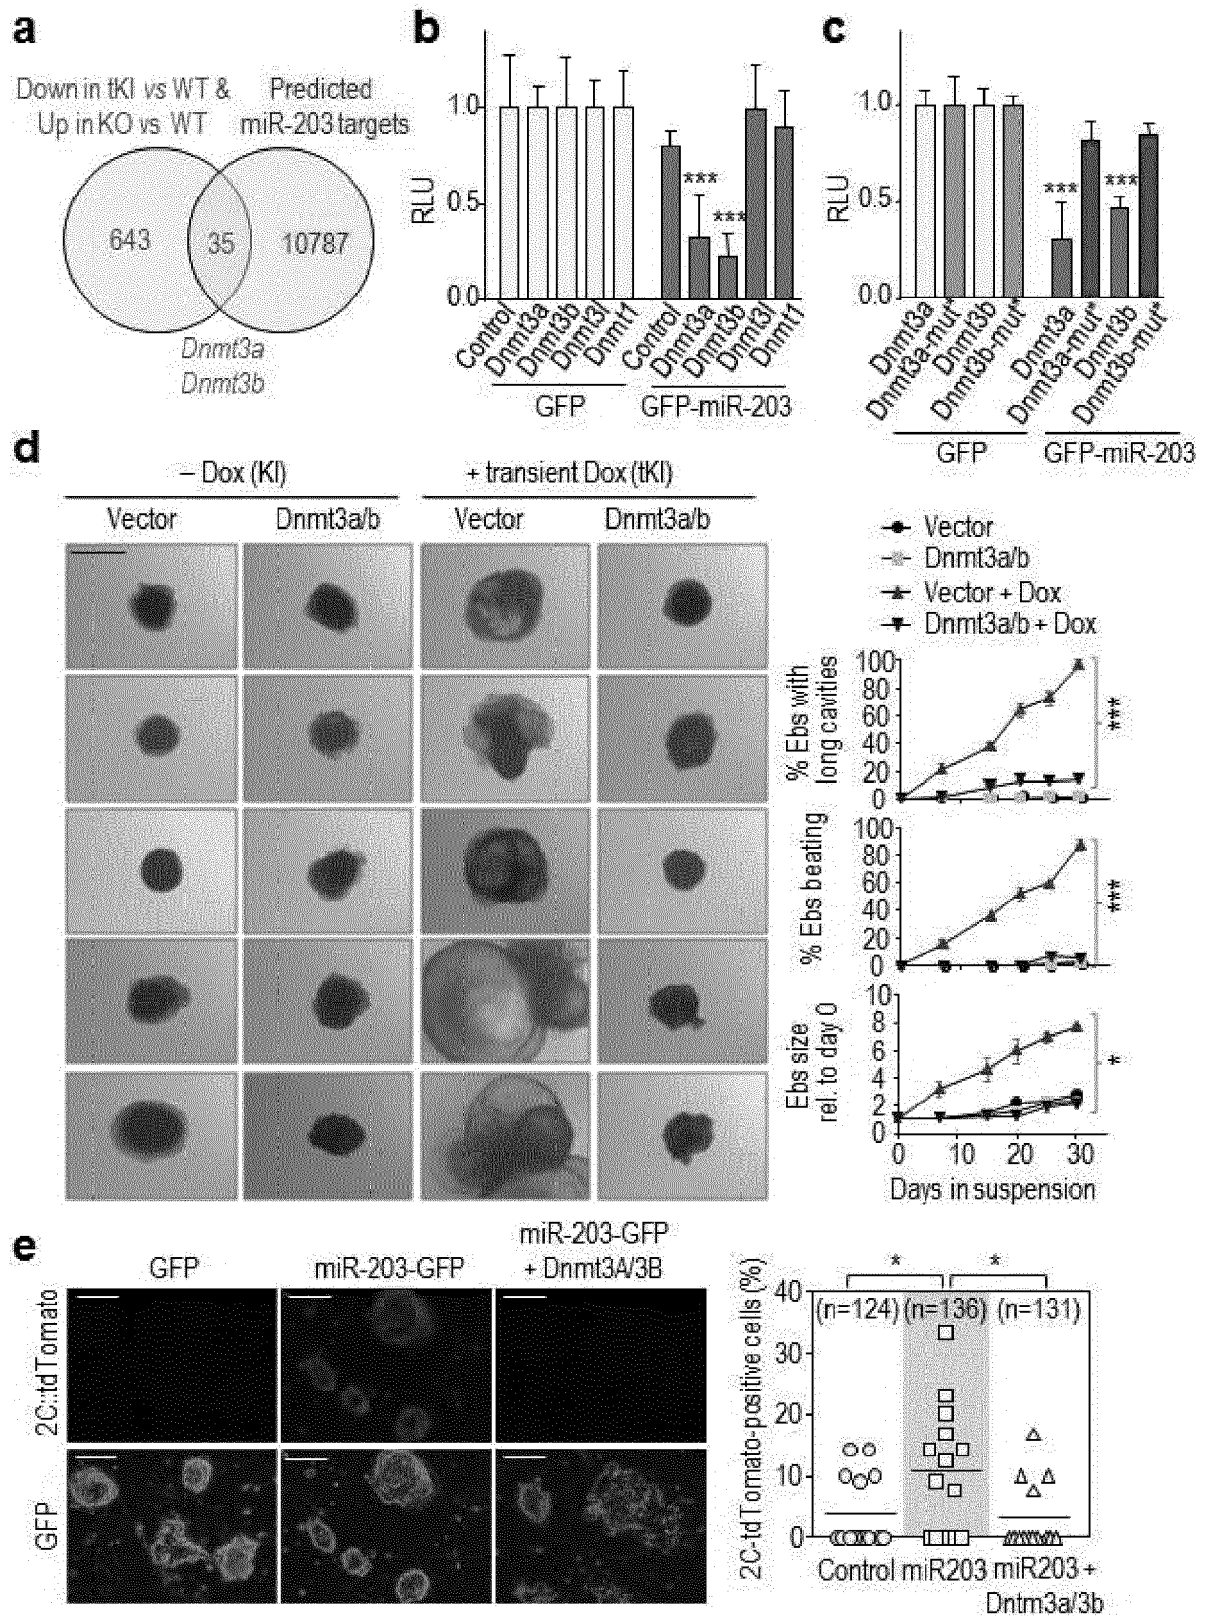 a
Down in tKI vs WT &
Up in KO vs WT
Predicted
miR-203 targets
643
35
10787
Dnmt3a
Dnmt3b
b
RLU
1.0
0.5
0.0
***
***
Control
Dnmt3a
Dnmt3b
Dnmt3l
Dnmt1
Control
Dnmt3a
Dnmt3b
Dnmt3l
Dnmt1
GFP
GFP-miR-203
c
RLU
1.0
0.5
0.0
***
***
Dnmt3a
Dnmt3a-mut*
Dnmt3b
Dnmt3b-mut*
Dnmt3a
Dnmt3a-mut*
Dnmt3b
Dnmt3b-mut*
GFP
GFP-miR-203
d
– Dox (KI)
+ transient Dox (tKI)
Vector
Dnmt3a/b
Vector
Dnmt3a/b
Vector
Dnmt3a/b
Vector + Dox
Dnmt3a/b + Dox
% Ebs with
long cavities
100
80
60
40
20
0
***
% Ebs beating
100
80
60
40
20
0
***
Ebs size
rel. to day 0
10
8
6
4
2
0
*
0
10
20
30
Days in suspension
e
GFP
miR-203-GFP
miR-203-GFP
+ Dnmt3A/3B
2C::tdTomato
GFP
2C-tdTomato-positive cells (%)
40
30
20
10
0
*
*
(n=124)
(n=136)
(n=131)
Control
miR203
miR203 +
Dntm3a/3b